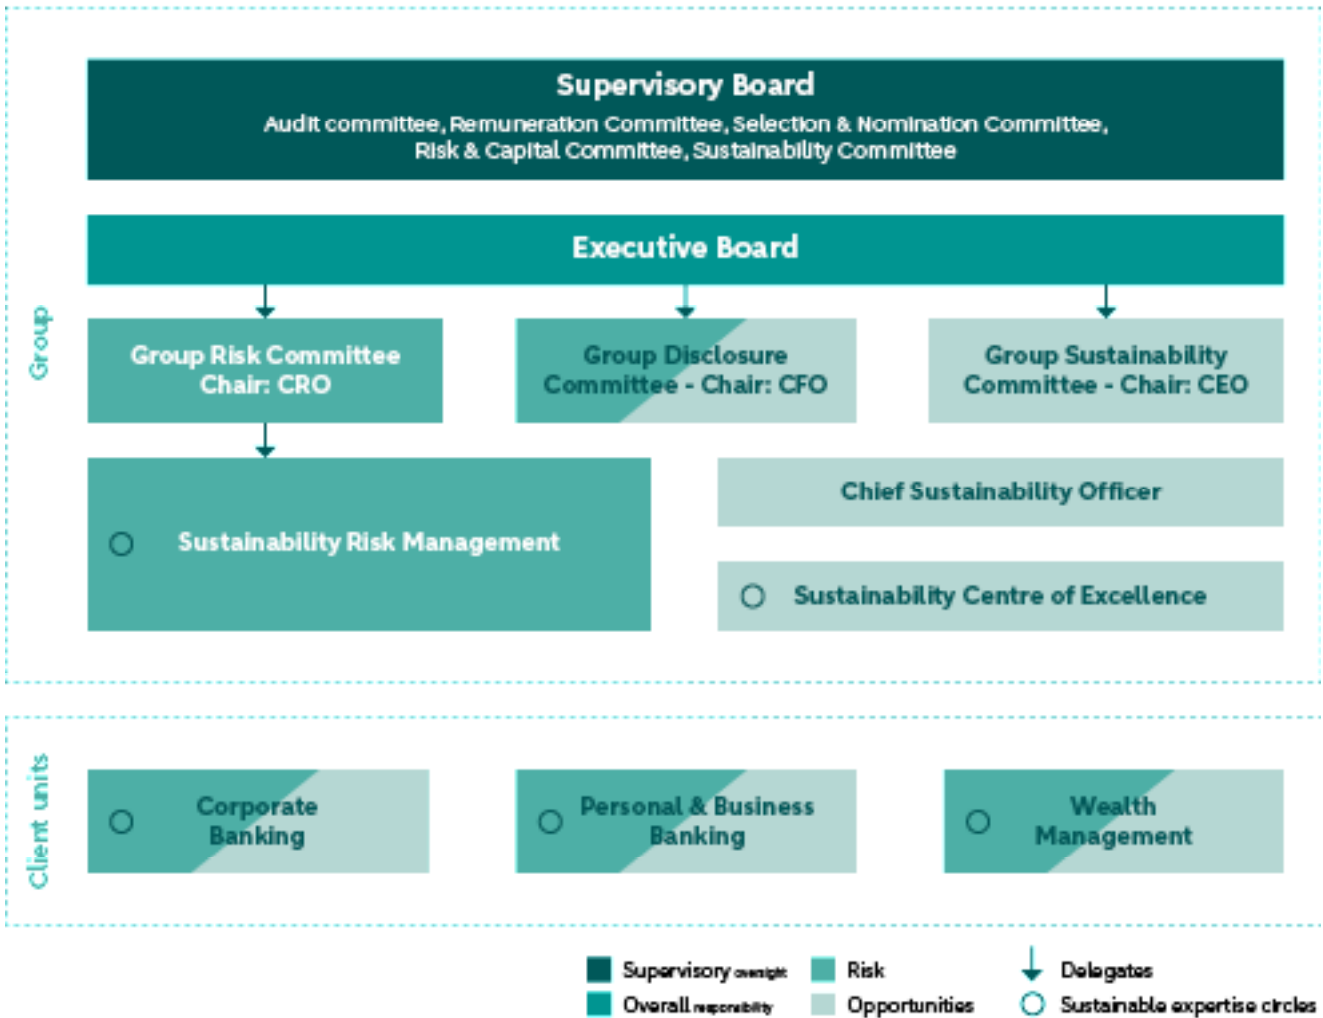 Supervisory Board
Audit committee, Remuneration Committee, Selection & Nomination Committee,
Risk & Capital Committee, Sustainability Committee
Executive Board
Group
Group Risk Committee
Chair: CRO
Group Disclosure
Committee - Chair: CFO
Group Sustainability
Committee - Chair: CEO
Sustainability Risk Management
Chief Sustainability Officer
Sustainability Centre of Excellence
Client units
Corporate
Banking
Personal & Business
Banking
Wealth
Management
Supervisory oversight
Risk
Delegates
Overall responsibility
Opportunities
Sustainable expertise circles